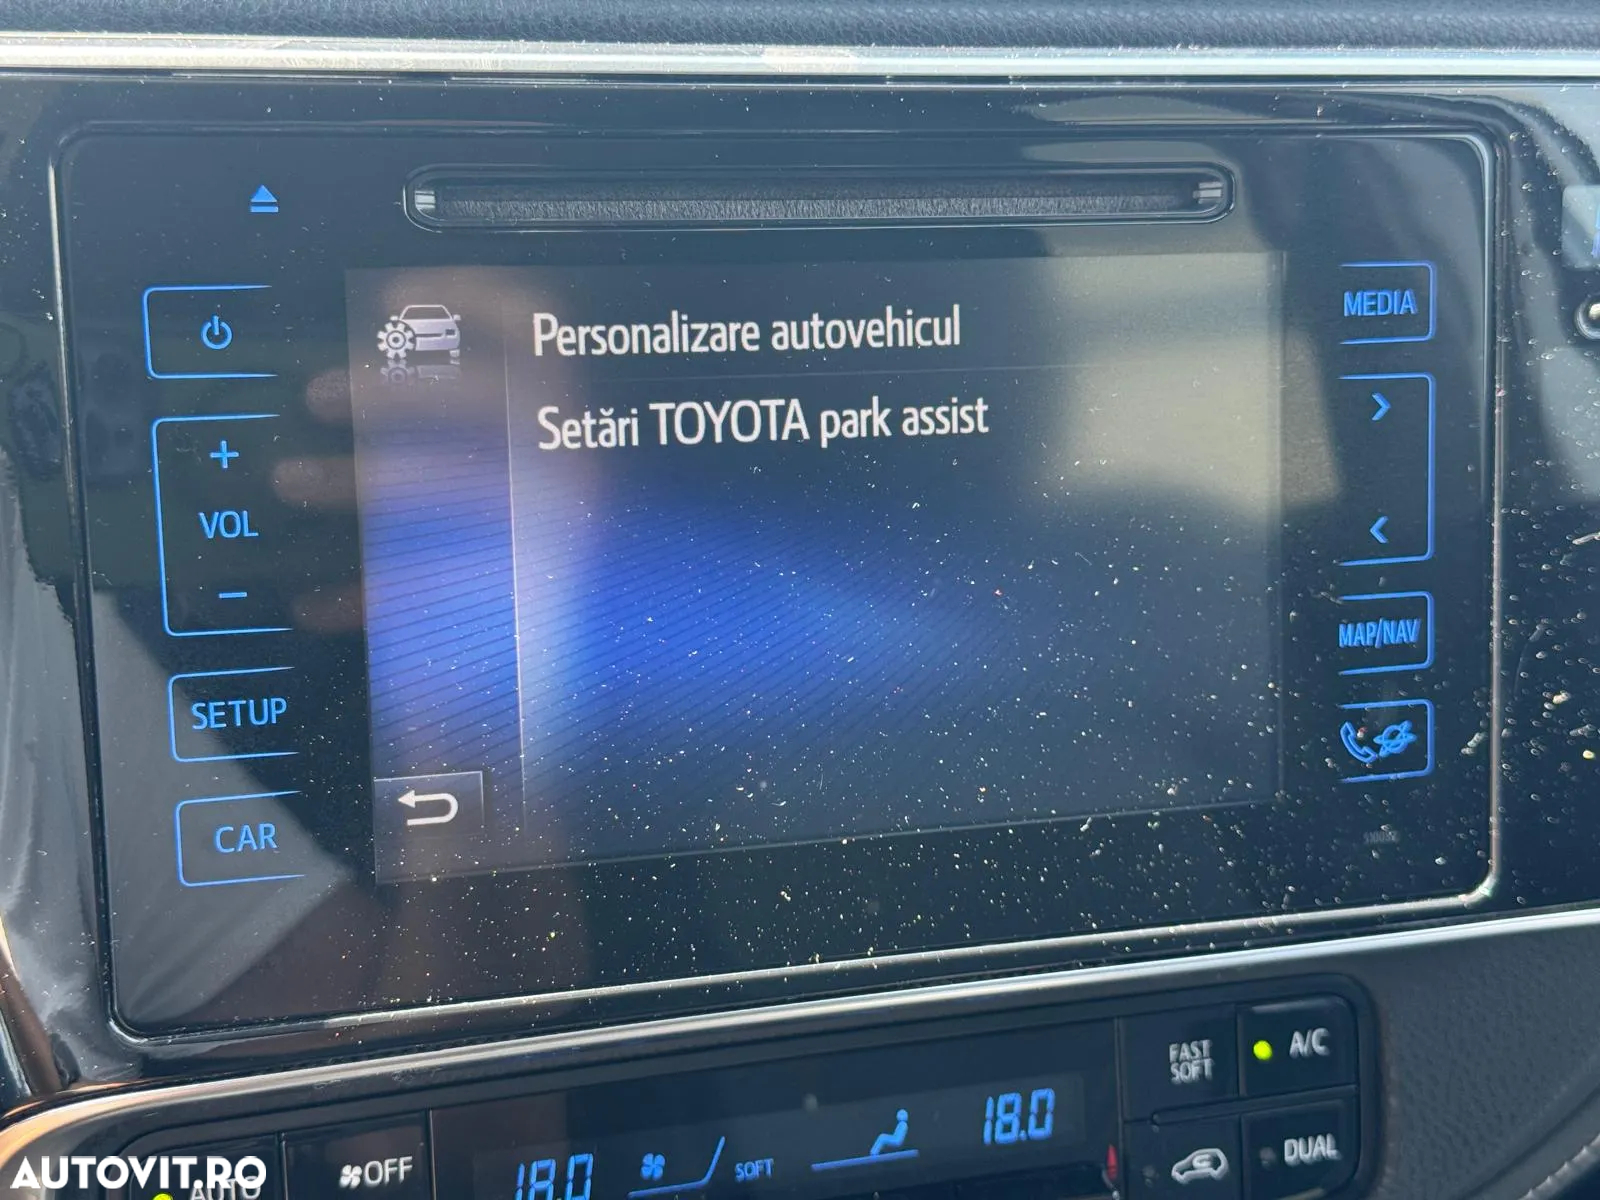 MEDIA
Personalizare autovehicul
Setări TOYOTA park assist
+
VOL
−
MAP/NAV
SETUP
CAR
FAST
SOFT
A/C
18.0
DUAL
OFF
18.0
SOFT
AUTO
AUTOVIT.RO